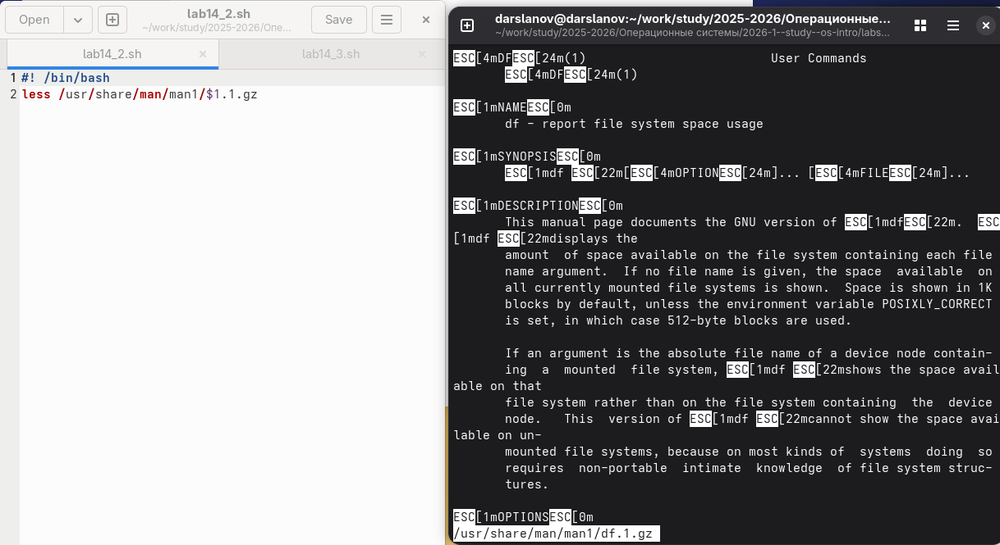 Open
lab14_2.sh
~/work/study/2025-2026/Опе...
Save
lab14_2.sh
lab14_3.sh
1 #! /bin/bash
2 less /usr/share/man/man1/$1.1.gz
darslanov@darslanov:~/work/study/2025-2026/Операционные...
~/work/study/2025-2026/Операционные системы/2026-1--study--os-intro/labs...
ESC[4mDFESC[24m(1) User Commands
ESC[4mDFESC[24m(1)
ESC[1mNAMEESC[0m
df - report file system space usage
ESC[1mSYNOPSISESC[0m
ESC[1mdf ESC[22m[ESC[4mOPTIONESC[24m]... [ESC[4mFILEESC[24m]...
ESC[1mDESCRIPTIONESC[0m
This manual page documents the GNU version of ESC[1mdfESC[22m.  ESC
[1mdf ESC[22mdisplays the
amount  of space available on the file system containing each file
name argument.  If no file name is given, the space  available  on
all currently mounted file systems is shown.  Space is shown in 1K
blocks by default, unless the environment variable POSIXLY_CORRECT
is set, in which case 512-byte blocks are used.
If an argument is the absolute file name of a device node contain-
ing  a  mounted  file system, ESC[1mdf ESC[22mshows the space avail
able on that
file system rather than on the file system containing  the  device
node.   This  version of ESC[1mdf ESC[22mcannot show the space avai
lable on un-
mounted file systems, because on most kinds of  systems  doing  so
requires  non-portable  intimate  knowledge  of file system struc-
tures.
ESC[1mOPTIONSESC[0m
/usr/share/man/man1/df.1.gz